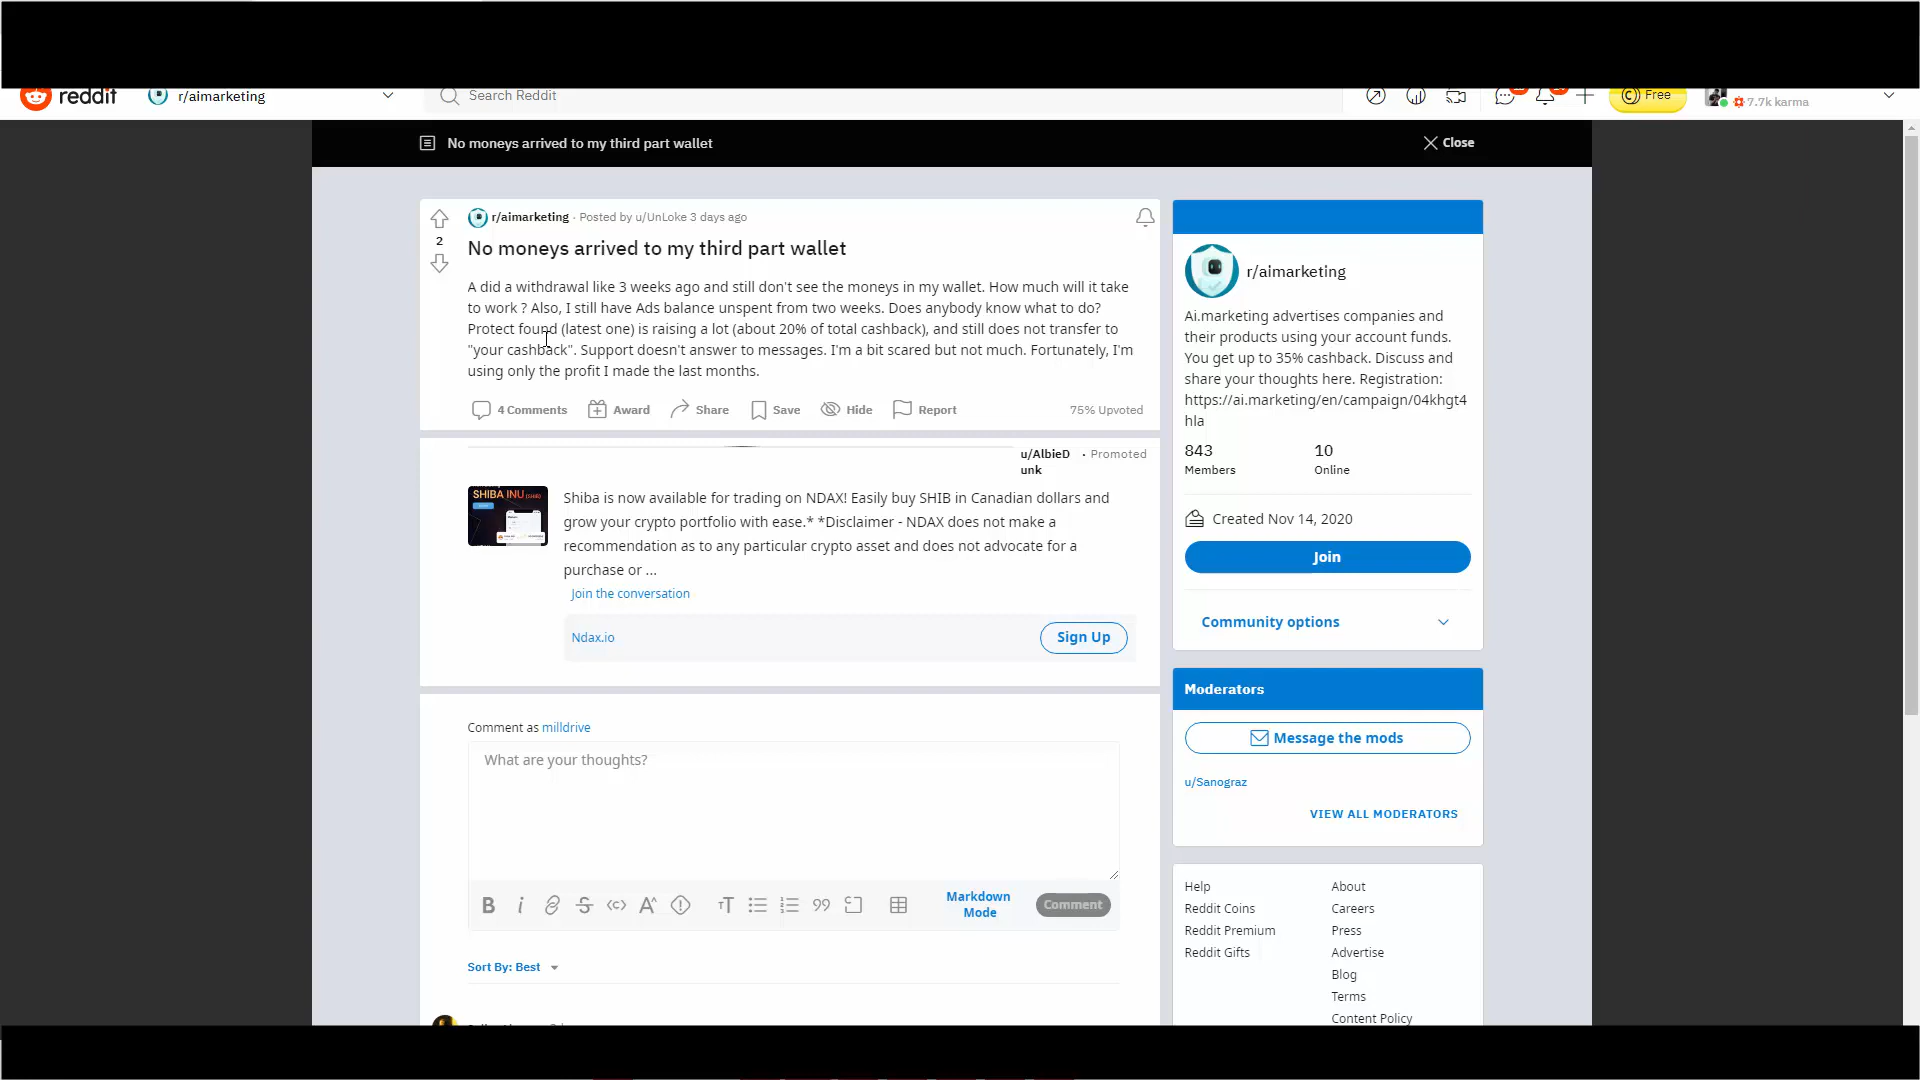 reddit
r/aimarketing
Search Reddit
Free
7.7k karma
No moneys arrived to my third part wallet
Close
r/aimarketing · Posted by u/UnLoke 3 days ago
2
No moneys arrived to my third part wallet
A did a withdrawal like 3 weeks ago and still don't see the moneys in my wallet. How much will it take
to work ? Also, I still have Ads balance unspent from two weeks. Does anybody know what to do?
Protect found (latest one) is raising a lot (about 20% of total cashback), and still does not transfer to
"your cashback". Support doesn't answer to messages. I'm a bit scared but not much. Fortunately, I'm
using only the profit I made the last months.
4 Comments
Award
Share
Save
Hide
Report
75% Upvoted
u/AlbieD
unk
· Promoted
SHIBA INU
Shiba is now available for trading on NDAX! Easily buy SHIB in Canadian dollars and
grow your crypto portfolio with ease.* *Disclaimer - NDAX does not make a
recommendation as to any particular crypto asset and does not advocate for a
purchase or ...
Join the conversation
Ndax.io
Sign Up
Comment as milldrive
What are your thoughts?
Markdown
Mode
Comment
Sort By: Best
r/aimarketing
Ai.marketing advertises companies and
their products using your account funds.
You get up to 35% cashback. Discuss and
share your thoughts here. Registration:
https://ai.marketing/en/campaign/04khgt4
hla
843
Members
10
Online
Created Nov 14, 2020
Join
Community options
Moderators
Message the mods
u/Sanograz
VIEW ALL MODERATORS
Help
Reddit Coins
Reddit Premium
Reddit Gifts
About
Careers
Press
Advertise
Blog
Terms
Content Policy